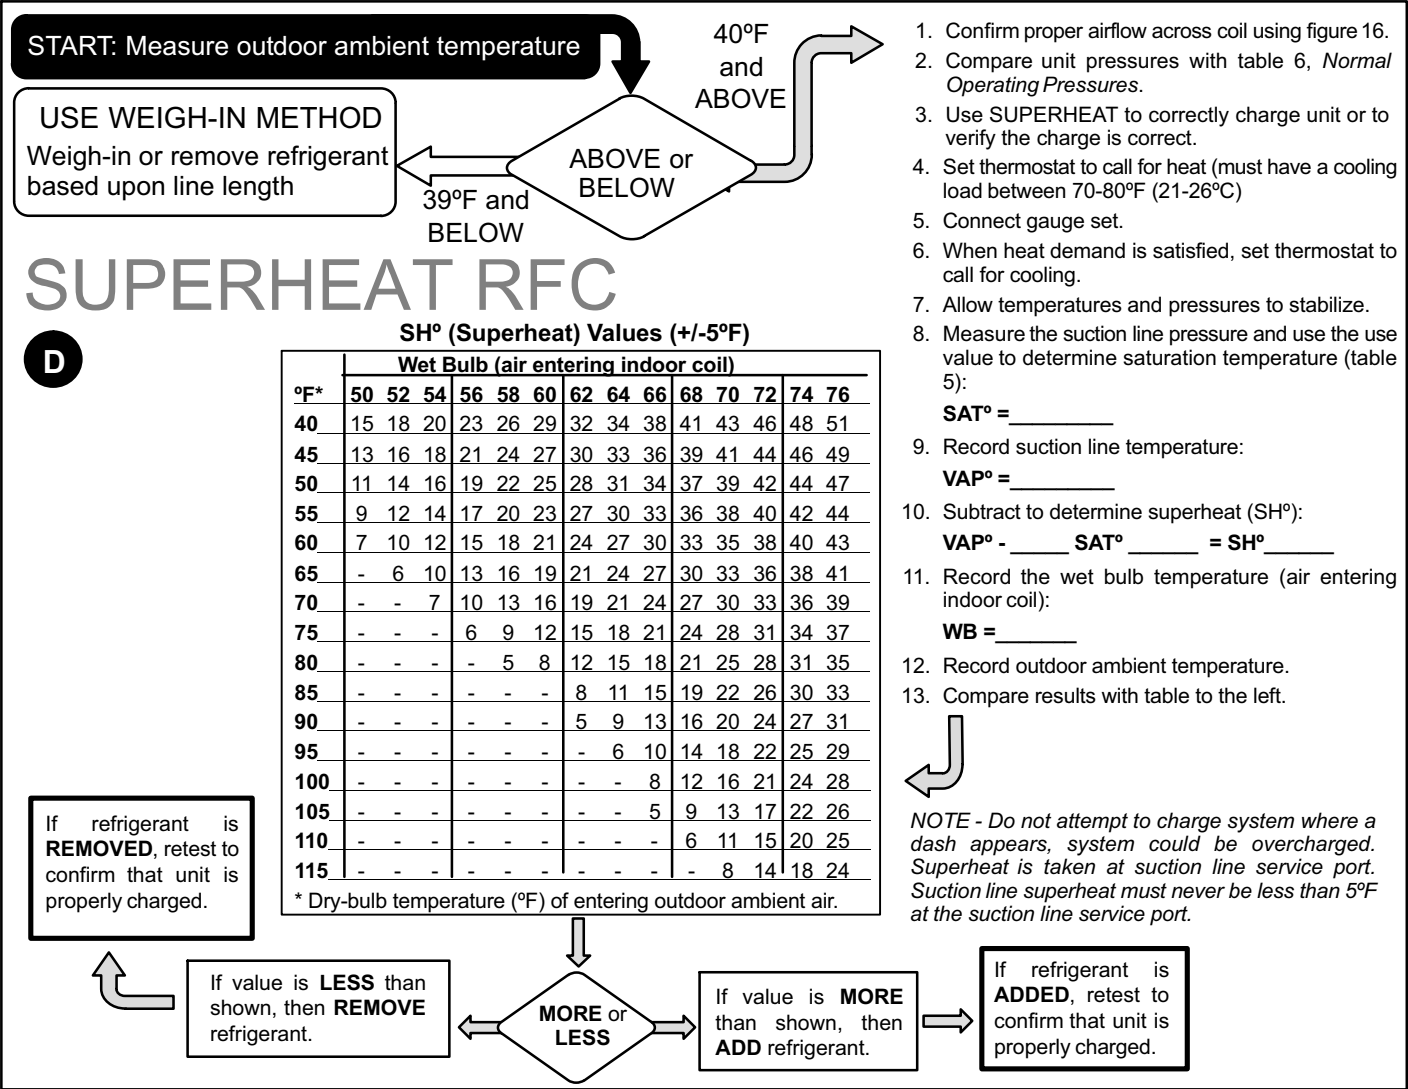 START: Measure outdoor ambient temperature
40ºF
and
ABOVE
USE WEIGH-IN METHOD
Weigh-in or remove refrigerant
based upon line length
ABOVE or
BELOW
39ºF and
BELOW
SUPERHEAT RFC
D
SHº (Superheat) Values (+/-5ºF)
Wet Bulb (air entering indoor coil)
ºF* 50 52 54 56 58 60 62 64 66 68 70 72 74 76
40 15 18 20 23 26 29 32 34 38 41 43 46 48 51
45 13 16 18 21 24 27 30 33 36 39 41 44 46 49
50 11 14 16 19 22 25 28 31 34 37 39 42 44 47
55 9 12 14 17 20 23 27 30 33 36 38 40 42 44
60 7 10 12 15 18 21 24 27 30 33 35 38 40 43
65 - 6 10 13 16 19 21 24 27 30 33 36 38 41
70 - - 7 10 13 16 19 21 24 27 30 33 36 39
75 - - - 6 9 12 15 18 21 24 28 31 34 37
80 - - - - 5 8 12 15 18 21 25 28 31 35
85 - - - - - - 8 11 15 19 22 26 30 33
90 - - - - - - 5 9 13 16 20 24 27 31
95 - - - - - - - 6 10 14 18 22 25 29
100 - - - - - - - - 8 12 16 21 24 28
105 - - - - - - - - 5 9 13 17 22 26
110 - - - - - - - - - 6 11 15 20 25
115 - - - - - - - - - - 8 14 18 24
* Dry-bulb temperature (ºF) of entering outdoor ambient air.
1. Confirm proper airflow across coil using figure 16.
2. Compare unit pressures with table 6, Normal
Operating Pressures.
3. Use SUPERHEAT to correctly charge unit or to
verify the charge is correct.
4. Set thermostat to call for heat (must have a cooling
load between 70-80ºF (21-26ºC)
5. Connect gauge set.
6. When heat demand is satisfied, set thermostat to
call for cooling.
7. Allow temperatures and pressures to stabilize.
8. Measure the suction line pressure and use the use
value to determine saturation temperature (table
5):
SATº =_________
9. Record suction line temperature:
VAPº =_________
10. Subtract to determine superheat (SHº):
VAPº - _____ SATº ______ = SHº______
11. Record the wet bulb temperature (air entering
indoor coil):
WB =_______
12. Record outdoor ambient temperature.
13. Compare results with table to the left.
NOTE - Do not attempt to charge system where a
dash appears, system could be overcharged.
Superheat is taken at suction line service port.
Suction line superheat must never be less than 5ºF
at the suction line service port.
If refrigerant is
REMOVED, retest to
confirm that unit is
properly charged.
If value is LESS than
shown, then REMOVE
refrigerant.
MORE or
LESS
If value is MORE
than shown, then
ADD refrigerant.
If refrigerant is
ADDED, retest to
confirm that unit is
properly charged.